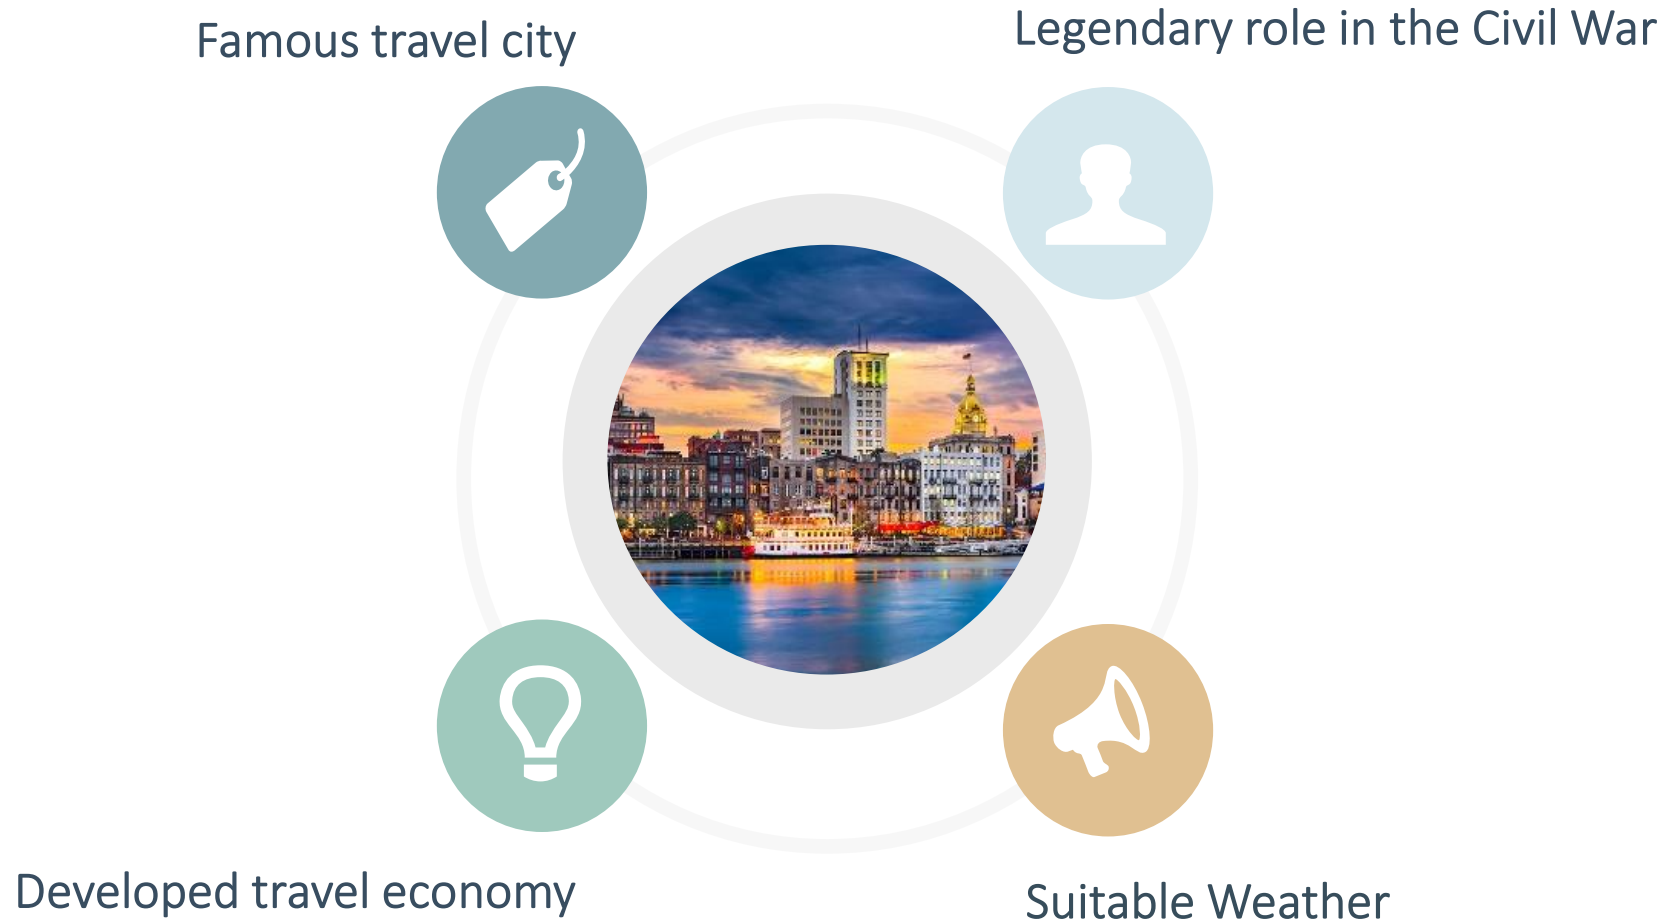 Famous travel city
Legendary role in the Civil War
Developed travel economy
Suitable Weather